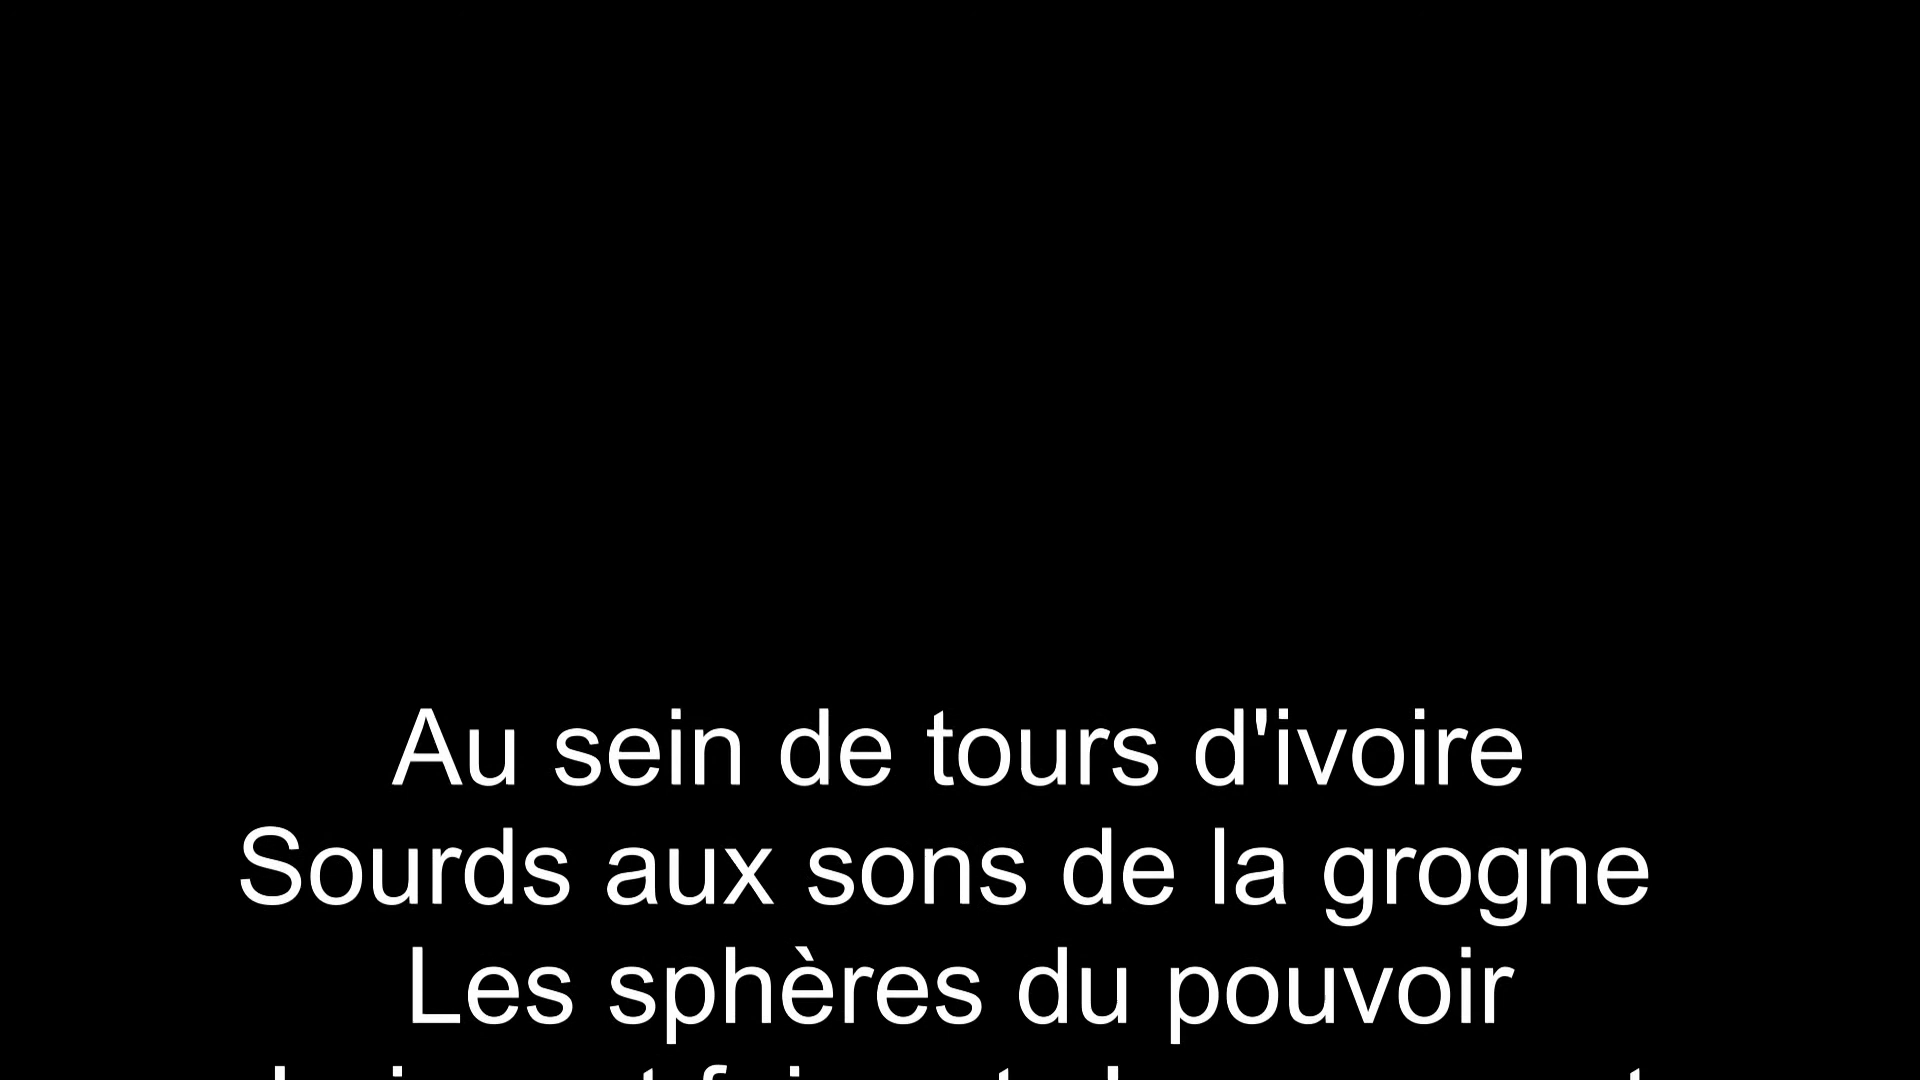 Au sein de tours d'ivoire
Sourds aux sons de la grogne
Les sphères du pouvoir